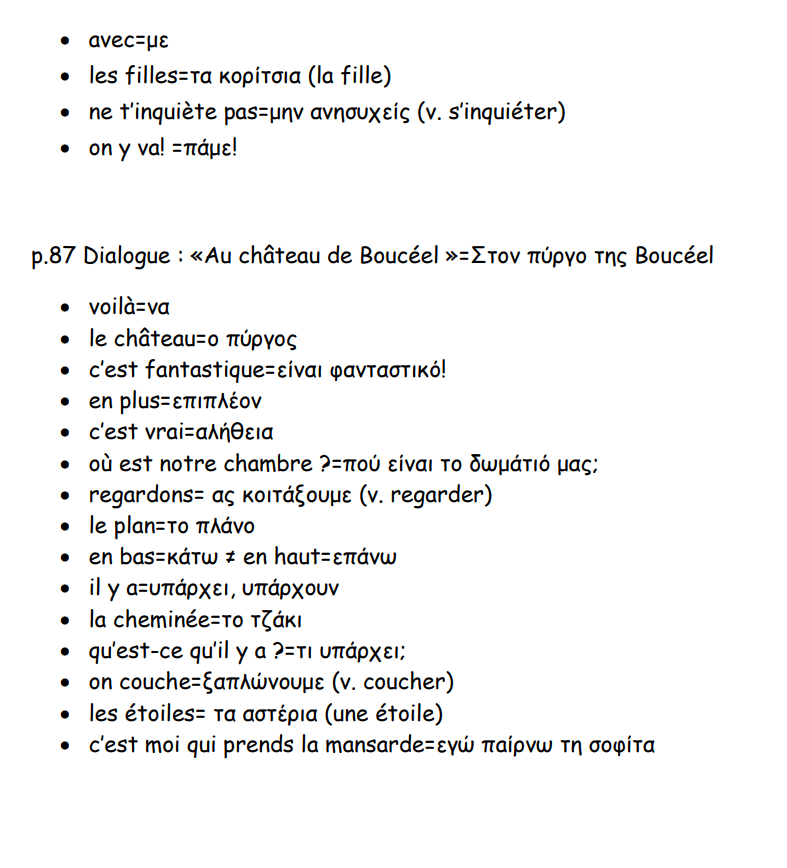 • avec=με
• les filles=τα κορίτσια (la fille)
• ne t’inquiète pas=μην ανησυχείς (v. s’inquiéter)
• on y va! =πάμε!
p.87 Dialogue : «Au château de Boucéel »=Στον πύργο της Boucéel
• voilà=να
• le château=ο πύργος
• c’est fantastique=είναι φανταστικό!
• en plus=επιπλέον
• c’est vrai=αλήθεια
• où est notre chambre ?=πού είναι το δωμάτιό μας;
• regardons= ας κοιτάξουμε (v. regarder)
• le plan=το πλάνο
• en bas=κάτω ≠ en haut=επάνω
• il y a=υπάρχει, υπάρχουν
• la cheminée=το τζάκι
• qu’est-ce qu’il y a ?=τι υπάρχει;
• on couche=ξαπλώνουμε (v. coucher)
• les étoiles= τα αστέρια (une étoile)
• c’est moi qui prends la mansarde=εγώ παίρνω τη σοφίτα